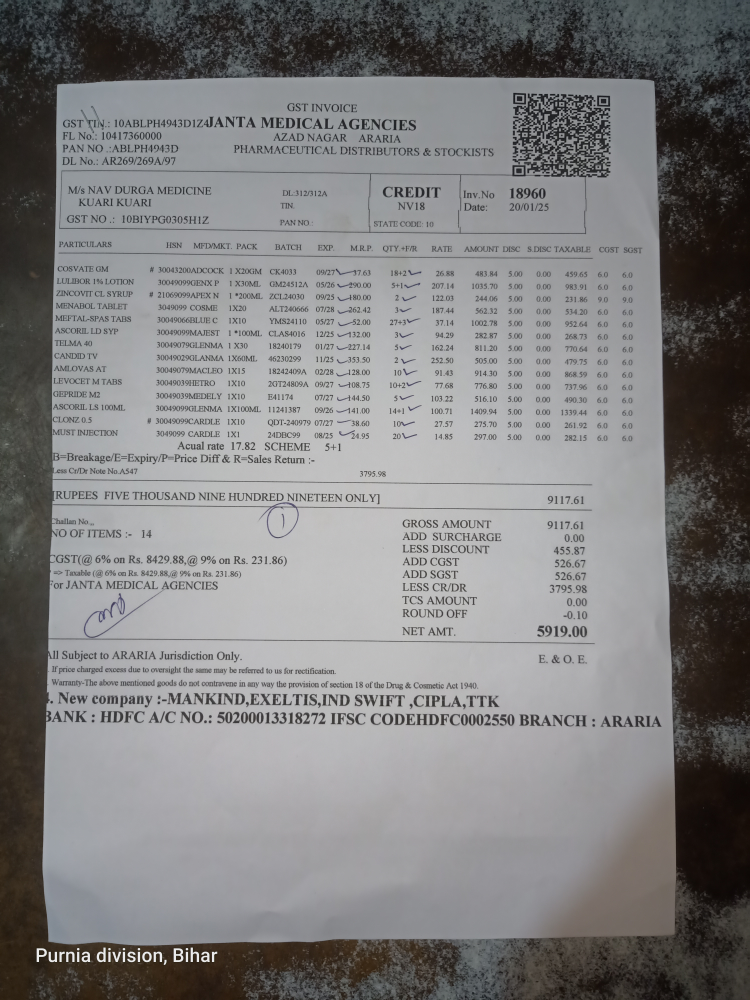 GST INVOICE
GST TIN.: 10ABLPH4943D1Z4 JANTA MEDICAL AGENCIES
FL No.: 10417360000 AZAD NAGAR ARARIA
PAN NO .:ABLPH4943D PHARMACEUTICAL DISTRIBUTORS & STOCKISTS
DL No.: AR269/269A/97
M/s NAV DURGA MEDICINE DL:312/312A CREDIT Inv.No 18960
KUARI KUARI TIN. NV18 Date: 20/01/25
GST NO .: 10BIYPG0305H1Z PAN NO.: STATE CODE: 10
PARTICULARS HSN MFD/MKT. PACK BATCH EXP. M.R.P. QTY.+F/R RATE AMOUNT DISC S.DISC TAXABLE CGST SGST
COSVATE GM # 30043200ADCOCK 1 X20GM CK4033 09/27 37.63 18+2 26.88 483.84 5.00 0.00 459.65 6.0 6.0
LULIBOR 1% LOTION 30049099GENX P 1 X30ML GM24512A 05/26 290.00 5+1 207.14 1035.70 5.00 0.00 983.91 6.0 6.0
ZINCOVIT CL SYRUP # 21069099APEX N 1 *200ML ZCL24030 09/25 180.00 2 122.03 244.06 5.00 0.00 231.86 9.0 9.0
MENABOL TABLET 3049099 COSME 1X20 ALT240666 07/28 262.42 3 187.44 562.32 5.00 0.00 534.20 6.0 6.0
MEFTAL-SPAS TABS 30049066BLUE C 1X10 YMS24110 05/27 52.00 27+3 37.14 1002.78 5.00 0.00 952.64 6.0 6.0
ASCORIL LD SYP 30049099MAJEST 1 *100ML CLAS4016 12/25 132.00 3 94.29 282.87 5.00 0.00 268.73 6.0 6.0
TELMA 40 30049079GLENMA 1 X30 18240179 01/27 227.14 5 162.24 811.20 5.00 0.00 770.64 6.0 6.0
CANDID TV 30049029GLANMA 1X60ML 46230299 11/25 353.50 2 252.50 505.00 5.00 0.00 479.75 6.0 6.0
AMLOVAS AT 30049079MACLEO 1X15 18242409A 02/28 128.00 10 91.43 914.30 5.00 0.00 868.59 6.0 6.0
LEVOCET M TABS 30049039HETRO 1X10 2GT24809A 09/27 108.75 10+2 77.68 776.80 5.00 0.00 737.96 6.0 6.0
GEPRIDE M2 30049039MEDELY 1X10 E41174 07/27 144.50 5 103.22 516.10 5.00 0.00 490.30 6.0 6.0
ASCORIL LS 100ML 30049099GLENMA 1X100ML 11241387 09/26 141.00 14+1 100.71 1409.94 5.00 0.00 1339.44 6.0 6.0
CLONZ 0.5 # 30049099CARDLE 1X10 QDT-240979 07/27 38.60 10 27.57 275.70 5.00 0.00 261.92 6.0 6.0
MUST INJECTION 3049099 CARDLE 1X1 24DBC99 08/25 24.95 20 14.85 297.00 5.00 0.00 282.15 6.0 6.0
Acual rate 17.82 SCHEME 5+1
B=Breakage/E=Expiry/P=Price Diff & R=Sales Return :-
Less Cr/Dr Note No.A547 3795.98
[RUPEES FIVE THOUSAND NINE HUNDRED NINETEEN ONLY] 9117.61
1
Challan No.,, GROSS AMOUNT 9117.61
NO OF ITEMS :- 14 ADD SURCHARGE 0.00
LESS DISCOUNT 455.87
CGST(@ 6% on Rs. 8429.88,@ 9% on Rs. 231.86) ADD CGST 526.67
=> Taxable (@ 6% on Rs. 8429.88,@ 9% on Rs. 231.86) ADD SGST 526.67
For JANTA MEDICAL AGENCIES LESS CR/DR 3795.98
TCS AMOUNT 0.00
ROUND OFF -0.10
NET AMT. 5919.00
All Subject to ARARIA Jurisdiction Only. E. & O. E.
. If price charged excess due to oversight the same may be referred to us for rectification.
. Warranty-The above mentioned goods do not contravene in any way the provision of section 18 of the Drug & Cosmetic Act 1940.
4. New company :-MANKIND,EXELTIS,IND SWIFT ,CIPLA,TTK
BANK : HDFC A/C NO.: 50200013318272 IFSC CODEHDFC0002550 BRANCH : ARARIA
Purnia division, Bihar